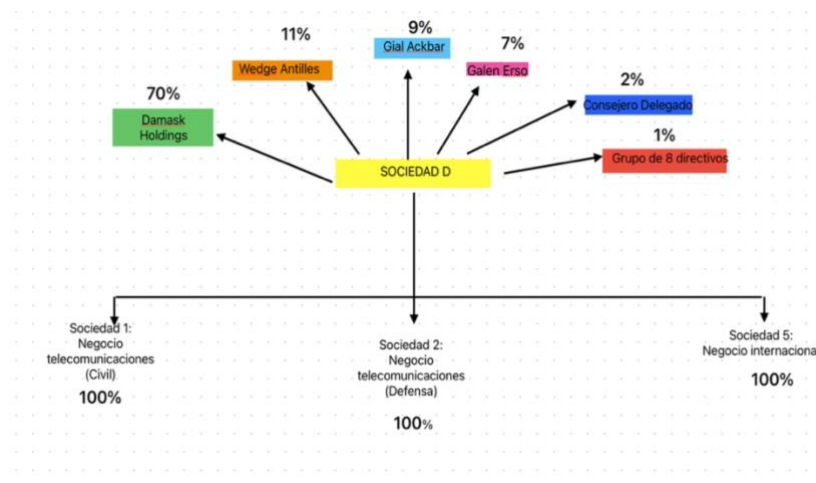 9%
11%
Gial Ackbar
7%
Wedge Antilles
Galen Erso
70%
2%
Damask
Holdings
Consejero Delegado
1%
Grupo de 8 directivos
SOCIEDAD D
Sociedad 1:
Negocio
telecomunicaciones
(Civil)
100%
Sociedad 2:
Negocio
telecomunicaciones
(Defensa)
100%
Sociedad 5:
Negocio internaciona
100%